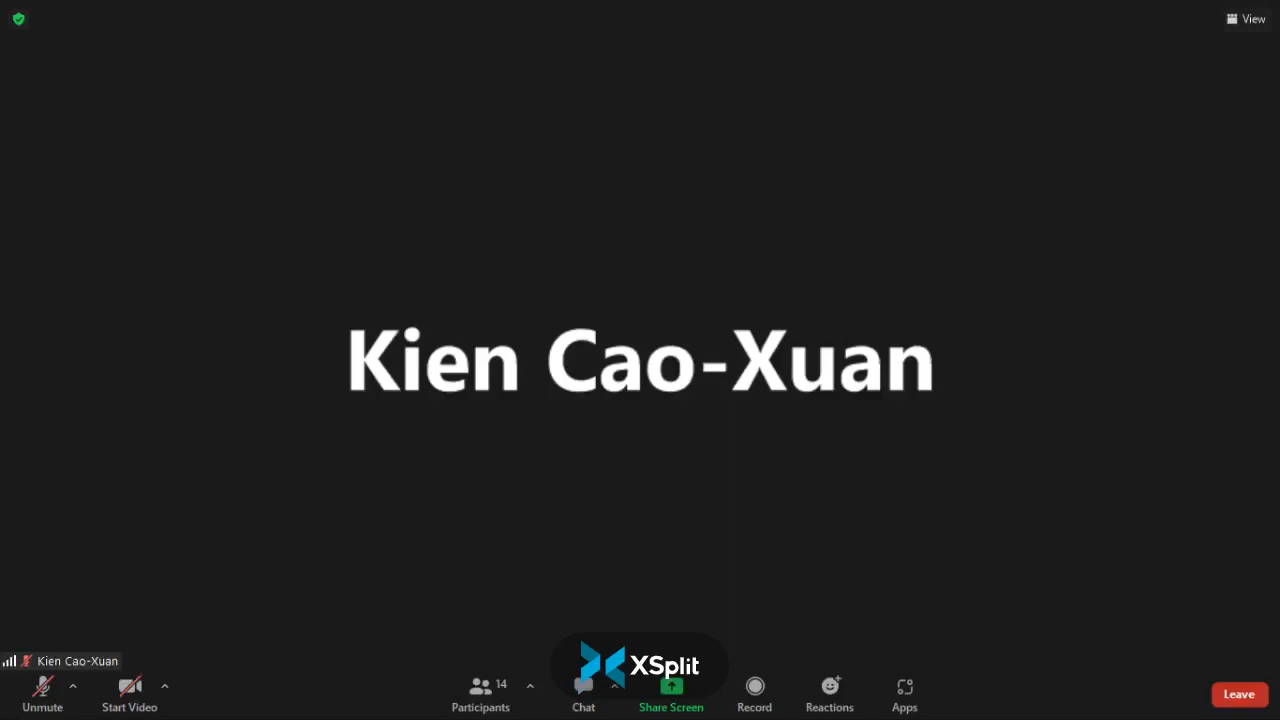 View
Kien Cao-Xuan
XSplit
Kien Cao-Xuan
Unmute
Start Video
14
Participants
Chat
Share Screen
Record
Reactions
Apps
Leave